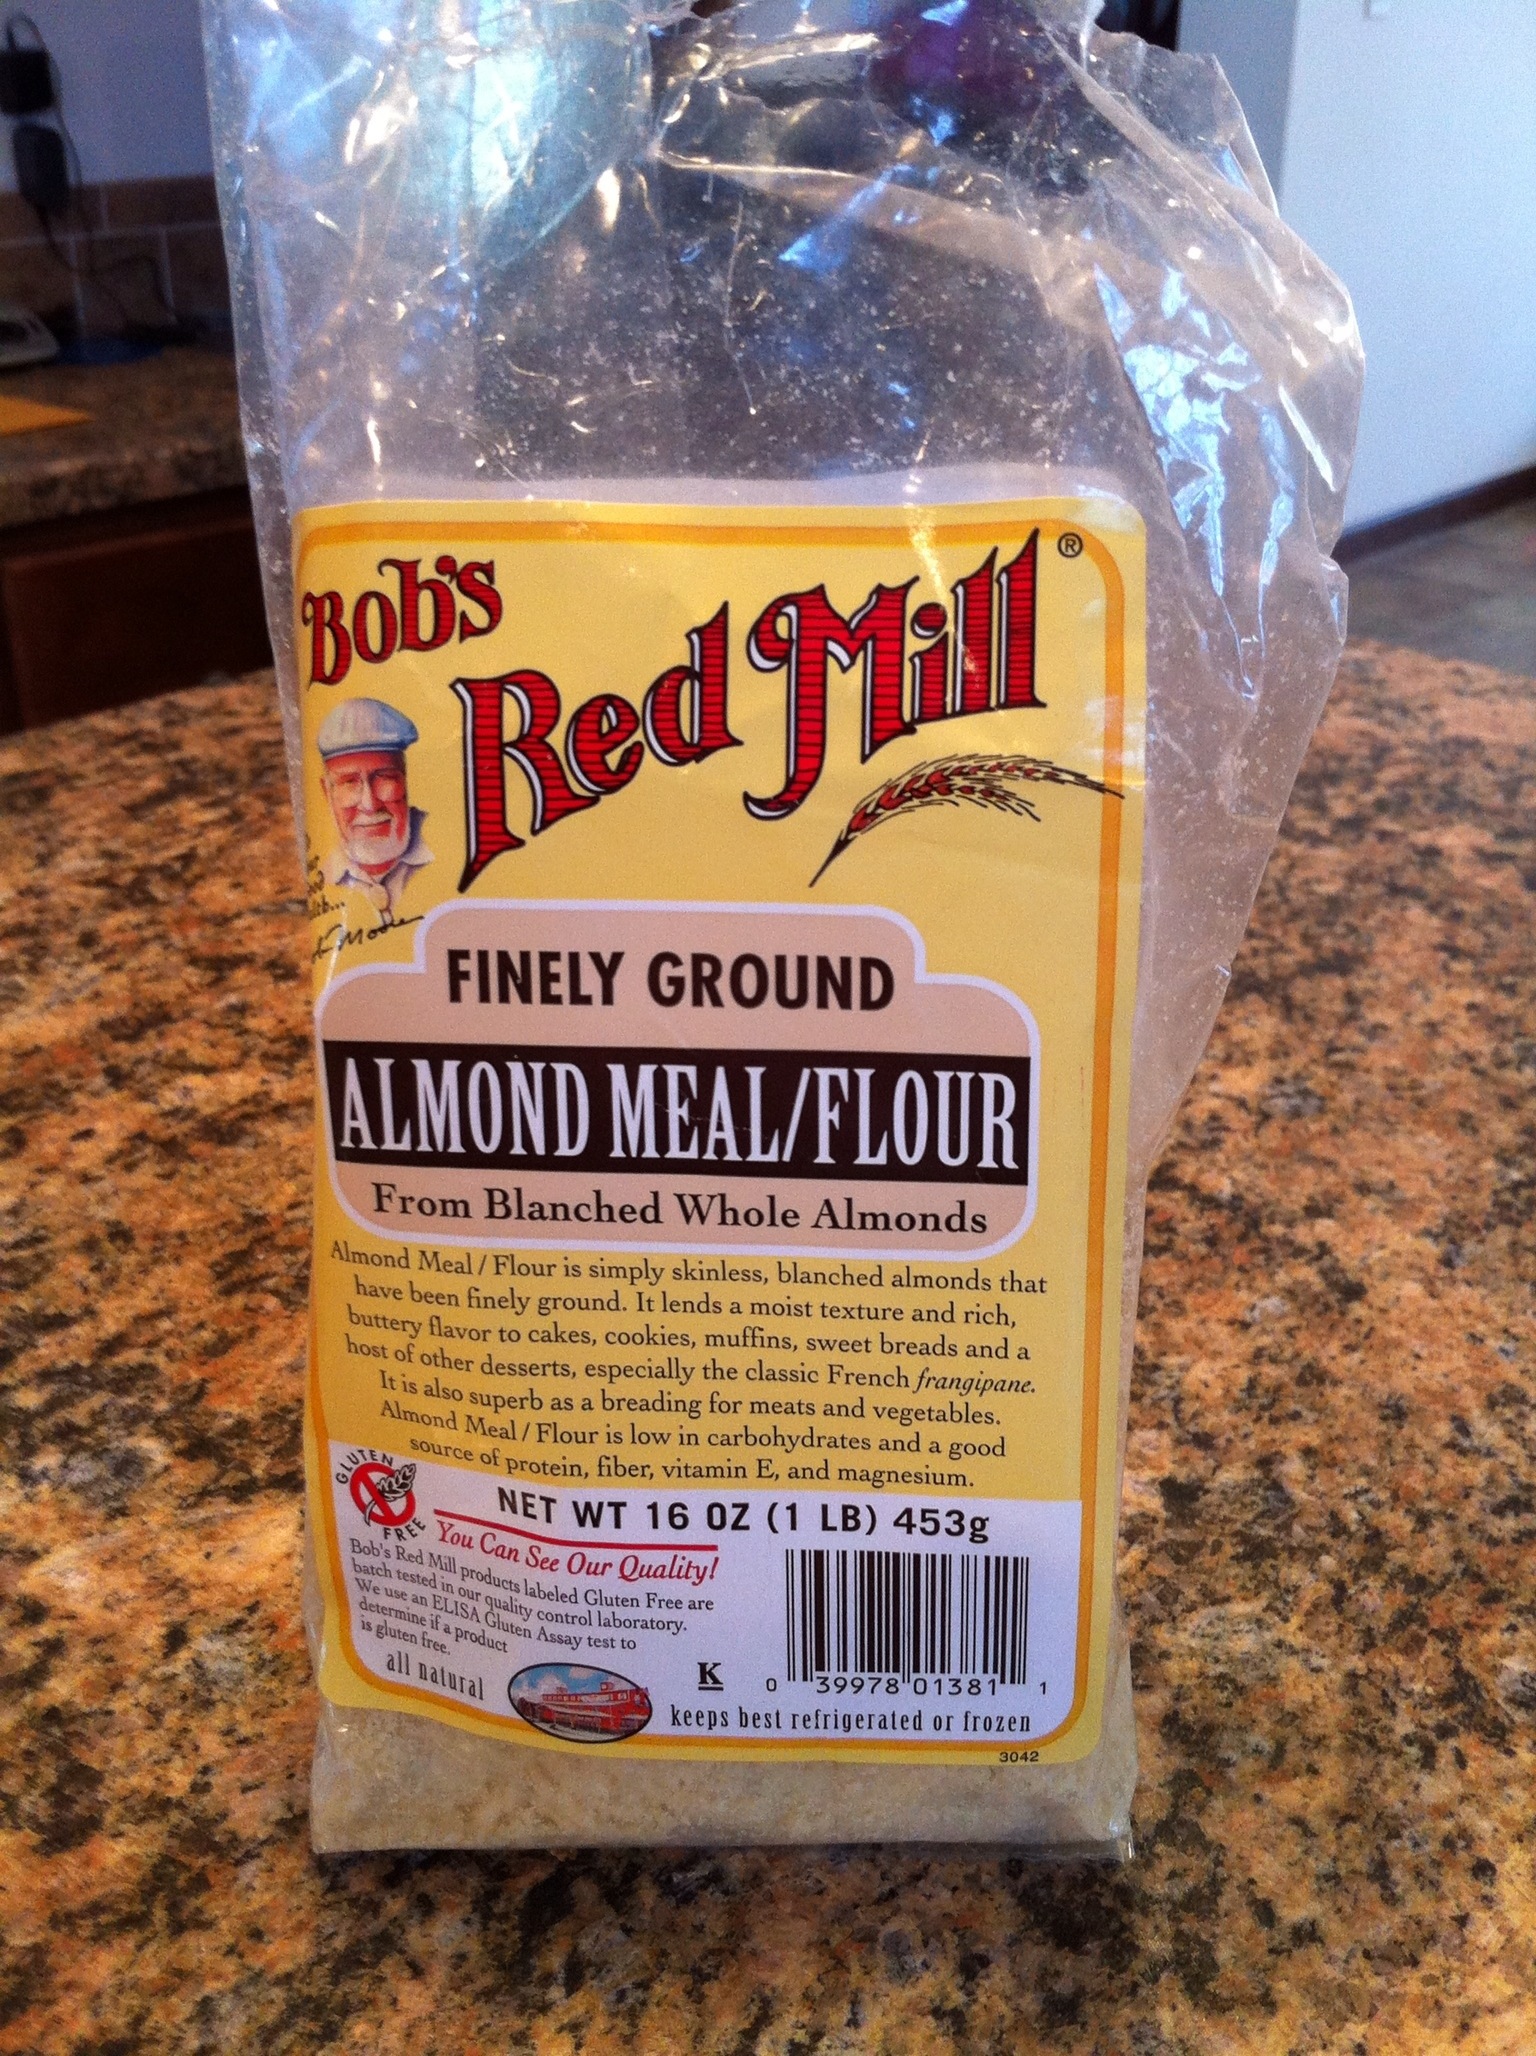 Bob's
Red Mill®
Moore
FINELY GROUND
ALMOND MEAL/FLOUR
From Blanched Whole Almonds
Almond Meal / Flour is simply skinless, blanched almonds that
have been finely ground. It lends a moist texture and rich,
buttery flavor to cakes, cookies, muffins, sweet breads and a
host of other desserts, especially the classic French frangipane.
It is also superb as a breading for meats and vegetables.
Almond Meal / Flour is low in carbohydrates and a good
source of protein, fiber, vitamin E, and magnesium.
GLUTEN
FREE
NET WT 16 OZ (1 LB) 453g
You Can See Our Quality!
Bob's Red Mill products labeled Gluten Free are
batch tested in our quality control laboratory.
We use an ELISA Gluten Assay test to
determine if a product
is gluten free.
all natural
K
0 39978 01381 1
keeps best refrigerated or frozen
3042